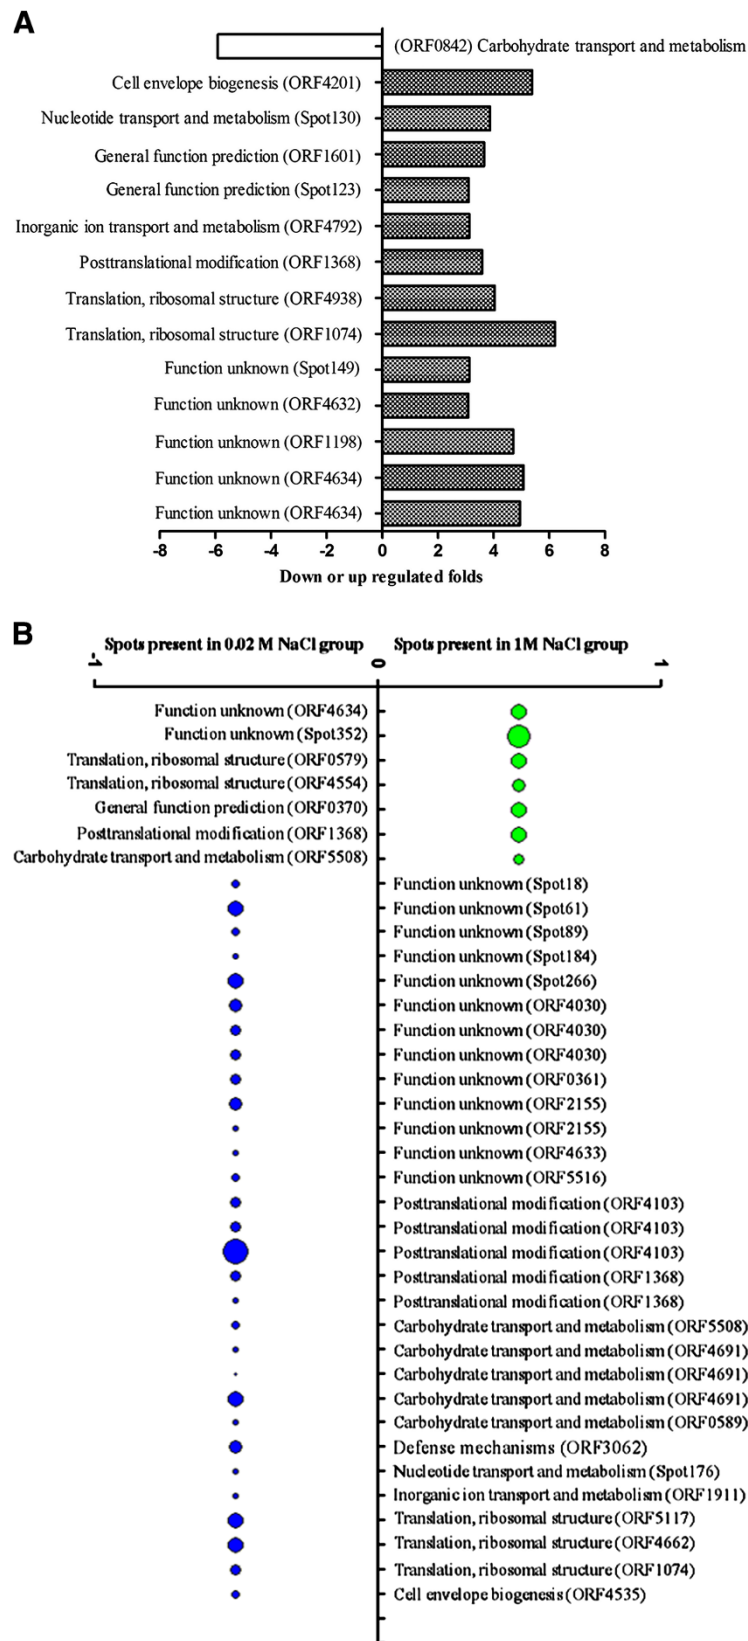 A
(ORF0842) Carbohydrate transport and metabolism
Cell envelope biogenesis (ORF4201)
Nucleotide transport and metabolism (Spot130)
General function prediction (ORF1601)
General function prediction (Spot123)
Inorganic ion transport and metabolism (ORF4792)
Posttranslational modification (ORF1368)
Translation, ribosomal structure (ORF4938)
Translation, ribosomal structure (ORF1074)
Function unknown (Spot149)
Function unknown (ORF4632)
Function unknown (ORF1198)
Function unknown (ORF4634)
Function unknown (ORF4634)
-8 -6 -4 -2 0 2 4 6 8
Down or up regulated folds
B
Spots present in 0.02 M NaCl group Spots present in 1M NaCl group
-1 0 1
Function unknown (ORF4634)
Function unknown (Spot352)
Translation, ribosomal structure (ORF0579)
Translation, ribosomal structure (ORF4554)
General function prediction (ORF0370)
Posttranslational modification (ORF1368)
Carbohydrate transport and metabolism (ORF5508)
Function unknown (Spot18)
Function unknown (Spot61)
Function unknown (Spot89)
Function unknown (Spot184)
Function unknown (Spot266)
Function unknown (ORF4030)
Function unknown (ORF4030)
Function unknown (ORF4030)
Function unknown (ORF0361)
Function unknown (ORF2155)
Function unknown (ORF2155)
Function unknown (ORF4633)
Function unknown (ORF5516)
Posttranslational modification (ORF4103)
Posttranslational modification (ORF4103)
Posttranslational modification (ORF4103)
Posttranslational modification (ORF1368)
Posttranslational modification (ORF1368)
Carbohydrate transport and metabolism (ORF5508)
Carbohydrate transport and metabolism (ORF4691)
Carbohydrate transport and metabolism (ORF4691)
Carbohydrate transport and metabolism (ORF4691)
Carbohydrate transport and metabolism (ORF0589)
Defense mechanisms (ORF3062)
Nucleotide transport and metabolism (Spot176)
Inorganic ion transport and metabolism (ORF1911)
Translation, ribosomal structure (ORF5117)
Translation, ribosomal structure (ORF4662)
Translation, ribosomal structure (ORF1074)
Cell envelope biogenesis (ORF4535)